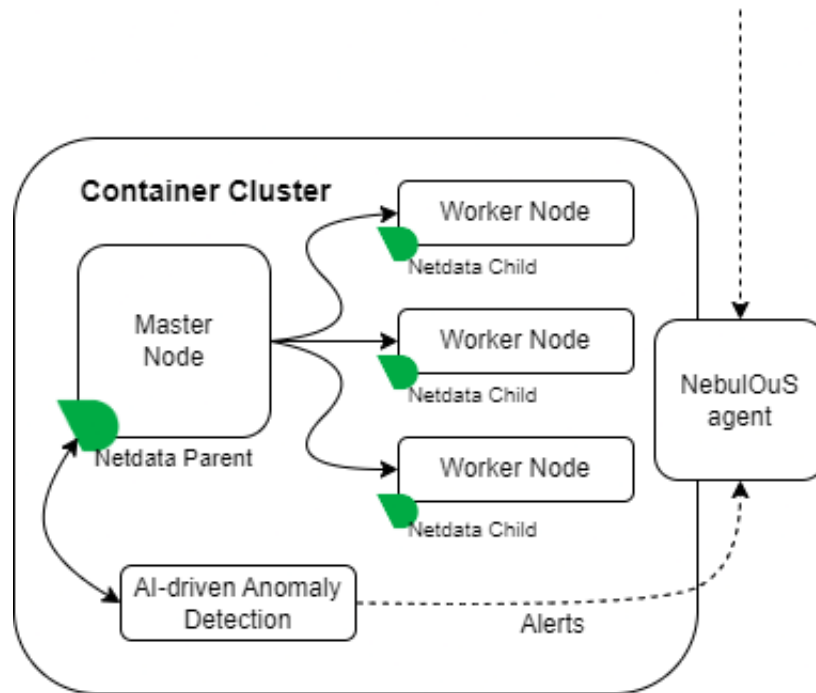 Container Cluster
Worker Node
Netdata Child
Master
Node
Worker Node
Netdata Child
NebulOuS
agent
Worker Node
Netdata Parent
Netdata Child
AI-driven Anomaly
Detection
Alerts